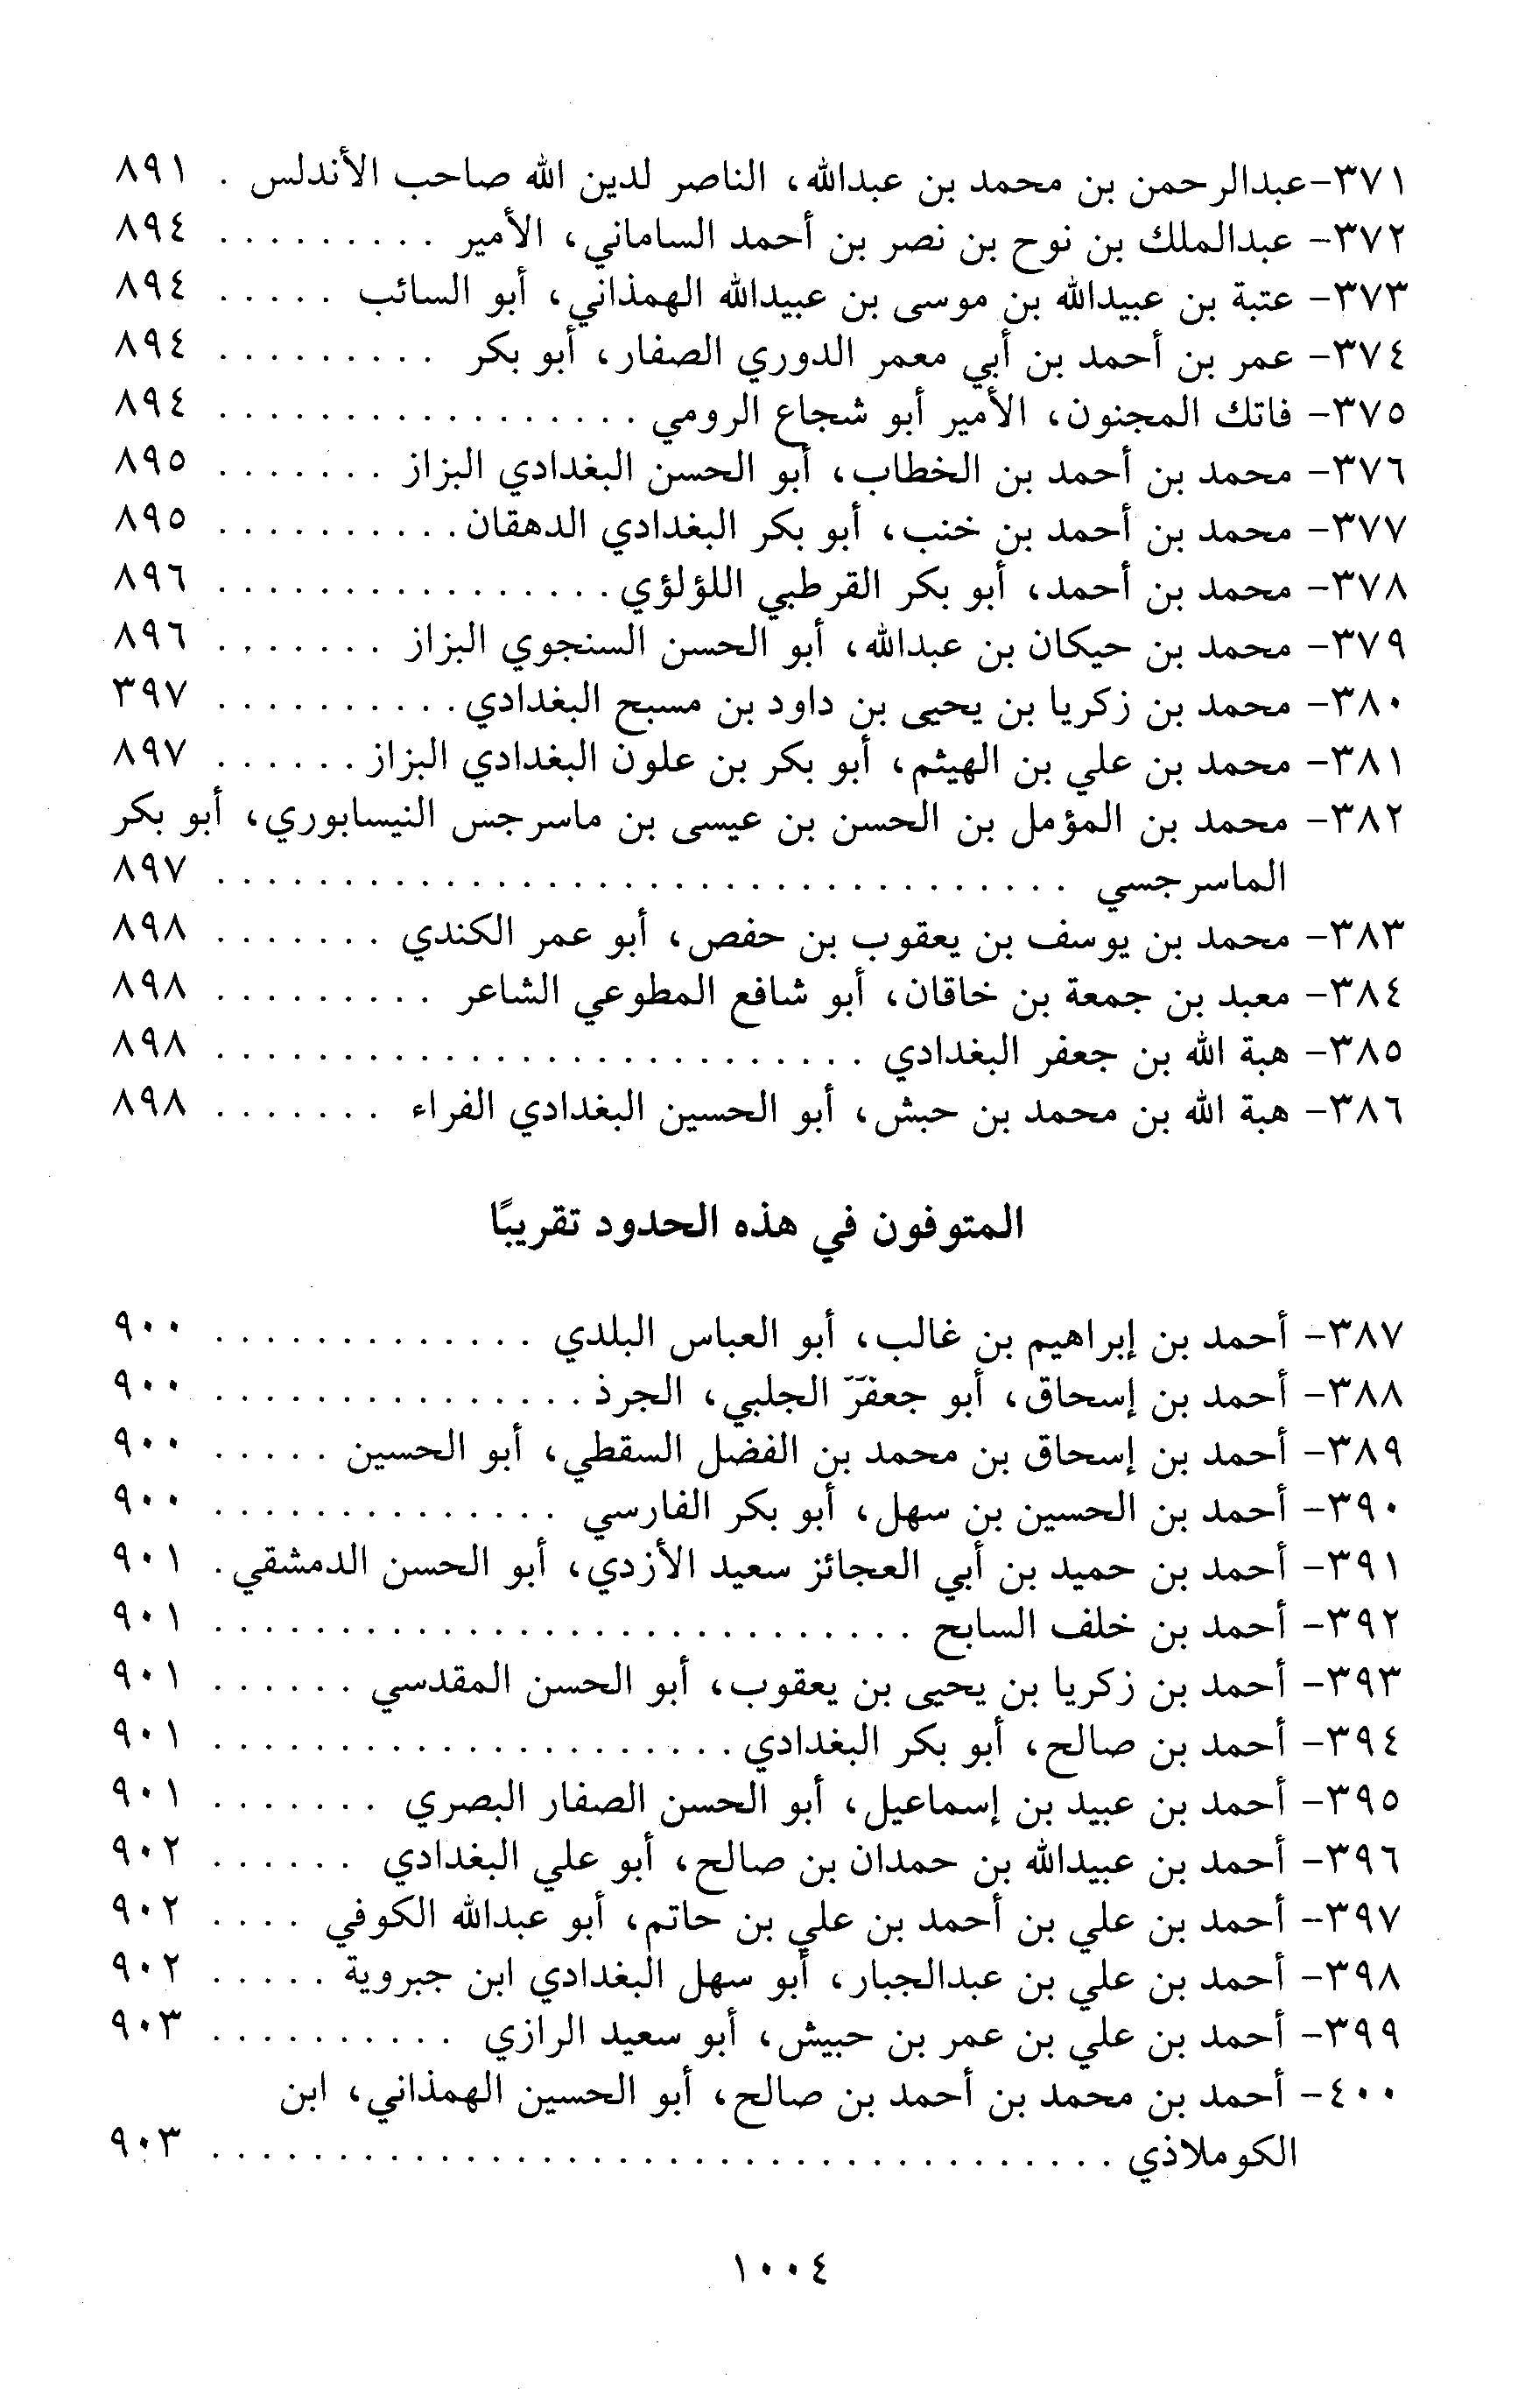 ٣٧١-عبدالرحمن بن محمد بن عبدالله، الناصر لدين الله صاحب الأندلس . ٨٩١
٣٧٢- عبدالملك بن نوح بن نصر بن أحمد الساماني، الأمير . . . . . . . . . ٨٩٤
٣٧٣- عتبة بن عبيدالله بن موسى بن عبيدالله الهمذاني، أبو السائب . . . . . ٨٩٤
٣٧٤- عمر بن أحمد بن أبي معمر الدوري الصفار، أبو بكر . . . . . . . . . ٨٩٤
٣٧٥- فاتك المجنون، الأمير أبو شجاع الرومي . . . . . . . . . . . . . . . . . ٨٩٤
٣٧٦- محمد بن أحمد بن الخطاب، أبو الحسن البغدادي البزاز . . . . . . . ٨٩٥
٣٧٧- محمد بن أحمد بن خنب، أبو بكر البغدادي الدهقان . . . . . . . . . . ٨٩٥
٣٧٨- محمد بن أحمد، أبو بكر القرطبي اللؤلؤي . . . . . . . . . . . . . . . . ٨٩٦
٣٧٩- محمد بن حيكان بن عبدالله، أبو الحسن السنجوي البزاز . . . . . . . ٨٩٦
٣٨٠- محمد بن زكريا بن يحيى بن داود بن مسبح البغدادي . . . . . . . . . . ٣٩٧
٣٨١- محمد بن علي بن الهيثم، أبو بكر بن علون البغدادي البزاز . . . . . . ٨٩٧
٣٨٢- محمد بن المؤمل بن الحسن بن عيسى بن ماسرجس النيسابوري، أبو بكر
الماسرجسي . . . . . . . . . . . . . . . . . . . . . . . . . . . . . . . . . . ٨٩٧
٣٨٣- محمد بن يوسف بن يعقوب بن حفص، أبو عمر الكندي . . . . . . . ٨٩٨
٣٨٤- معبد بن جمعة بن خاقان، أبو شافع المطوعي الشاعر . . . . . . . . . ٨٩٨
٣٨٥- هبة الله بن جعفر البغدادي . . . . . . . . . . . . . . . . . . . . . . . . . . ٨٩٨
٣٨٦- هبة الله بن محمد بن حبش، أبو الحسين البغدادي الفراء . . . . . . . ٨٩٨
المتوفون في هذه الحدود تقريبًا
٣٨٧- أحمد بن إبراهيم بن غالب، أبو العباس البلدي . . . . . . . . . . . . . ٩٠٠
٣٨٨- أحمد بن إسحاق، أبو جعفر الجلبي، الجرذ . . . . . . . . . . . . . . . ٩٠٠
٣٨٩- أحمد بن إسحاق بن محمد بن الفضل السقطي، أبو الحسين . . . . . ٩٠٠
٣٩٠- أحمد بن الحسين بن سهل، أبو بكر الفارسي . . . . . . . . . . . . . . ٩٠٠
٣٩١- أحمد بن حميد بن أبي العجائز سعيد الأزدي، أبو الحسن الدمشقي . ٩٠١
٣٩٢- أحمد بن خلف السابح . . . . . . . . . . . . . . . . . . . . . . . . . . . . ٩٠١
٣٩٣- أحمد بن زكريا بن يحيى بن يعقوب، أبو الحسن المقدسي . . . . . . ٩٠١
٣٩٤- أحمد بن صالح، أبو بكر البغدادي . . . . . . . . . . . . . . . . . . . . . ٩٠١
٣٩٥- أحمد بن عبيد بن إسماعيل، أبو الحسن الصفار البصري . . . . . . . ٩٠١
٣٩٦- أحمد بن عبيدالله بن حمدان بن صالح، أبو علي البغدادي . . . . . . ٩٠٢
٣٩٧- أحمد بن علي بن أحمد بن علي بن حاتم، أبو عبدالله الكوفي . . . . ٩٠٢
٣٩٨- أحمد بن علي بن عبدالجبار، أبو سهل البغدادي ابن جبروية . . . . . ٩٠٢
٣٩٩- أحمد بن علي بن عمر بن حبيش، أبو سعيد الرازي . . . . . . . . . . ٩٠٣
٤٠٠- أحمد بن محمد بن أحمد بن صالح، أبو الحسين الهمذاني، ابن
الكوملاذي . . . . . . . . . . . . . . . . . . . . . . . . . . . . . . . . . . . . ٩٠٣
١٠٠٤